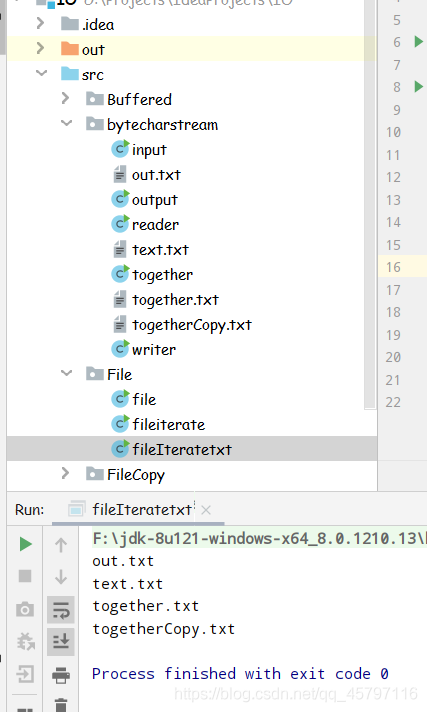 IO D:\Projects\IdeaProjects\IO
.idea
out
src
Buffered
bytecharstream
input
out.txt
output
reader
text.txt
together
together.txt
togetherCopy.txt
writer
File
file
fileiterate
fileIteratetxt
FileCopy
5
6
7
8
9
10
11
12
13
14
15
16
17
18
19
20
21
22
Run:
fileIteratetxt
F:\jdk-8u121-windows-x64_8.0.1210.13\
out.txt
text.txt
together.txt
togetherCopy.txt
Process finished with exit code 0
https://blog.csdn.net/qq_45797116